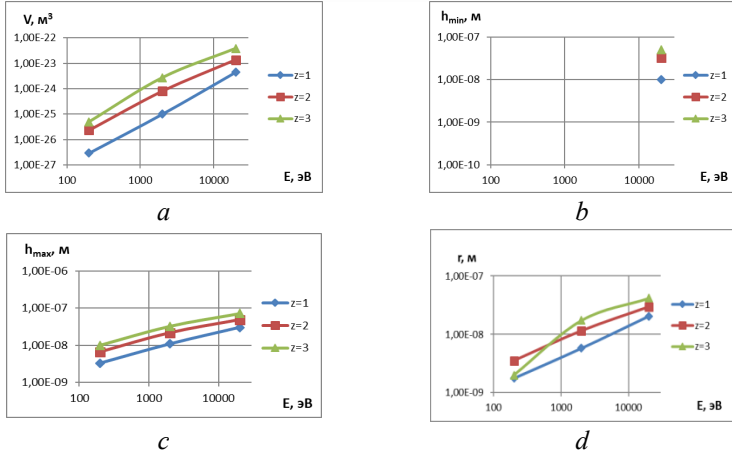 V, м³
1,00E-22
1,00E-23
1,00E-24
1,00E-25
1,00E-26
1,00E-27
100 1000 10000
E, эВ
z=1
z=2
z=3
a
h_min, м
1,00E-07
1,00E-08
1,00E-09
1,00E-10
100 1000 10000
E, эВ
z=1
z=2
z=3
b
h_max, м
1,00E-06
1,00E-07
1,00E-08
1,00E-09
100 1000 10000
E, эВ
z=1
z=2
z=3
c
r, м
1,00E-07
1,00E-08
1,00E-09
100 1000 10000
E, эВ
z=1
z=2
z=3
d